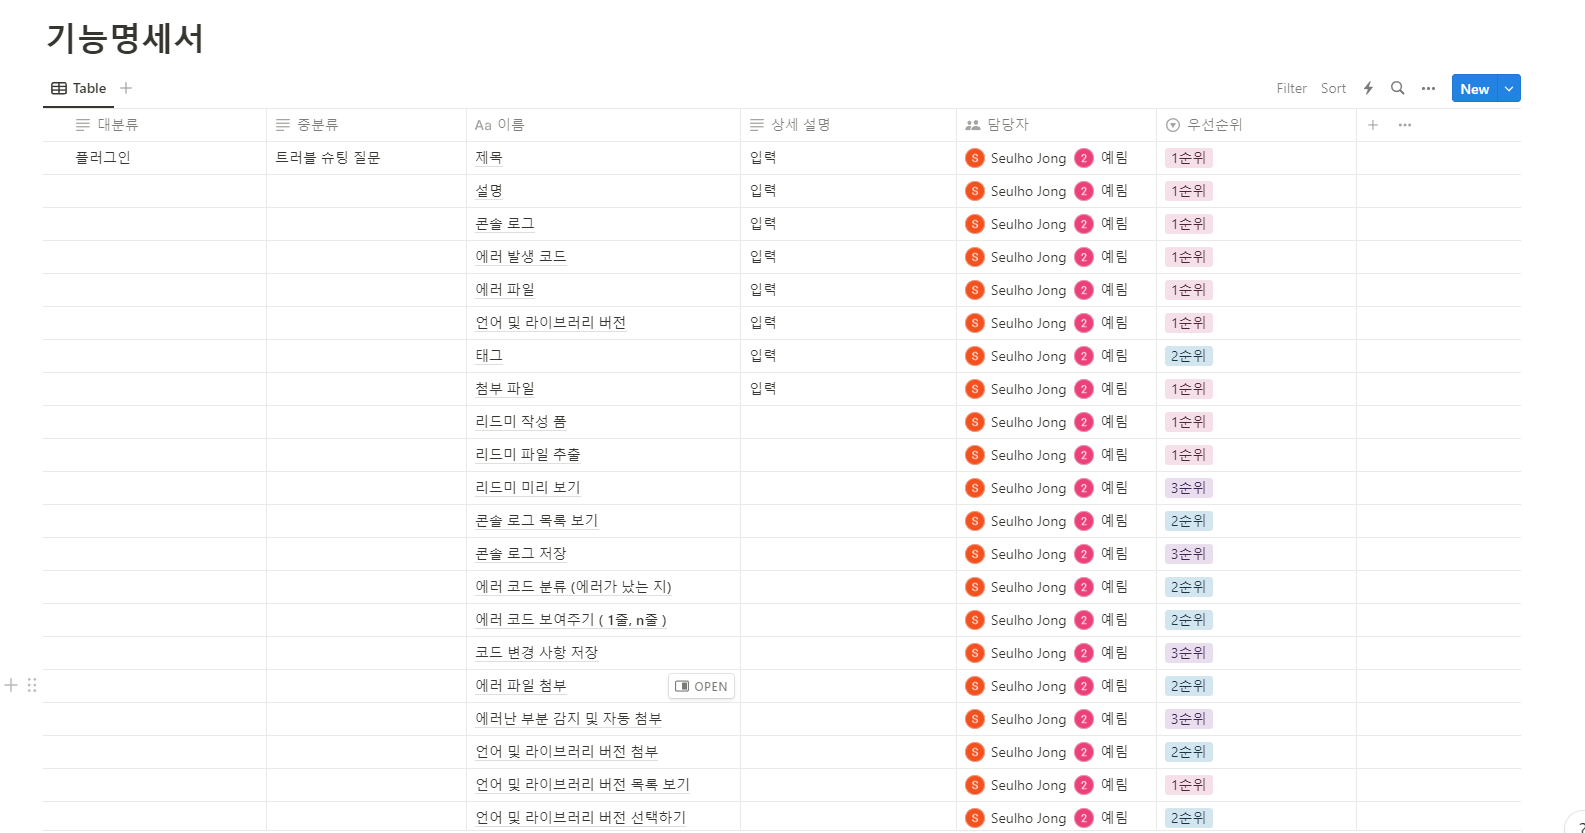 기능명세서
Table
Filter Sort New
대분류 중분류 Aa 이름 상세 설명 담당자 우선순위
플러그인 트러블 슈팅 질문 제목 입력 S Seulho Jong 2 예림 1순위
설명 입력 S Seulho Jong 2 예림 1순위
콘솔 로그 입력 S Seulho Jong 2 예림 1순위
에러 발생 코드 입력 S Seulho Jong 2 예림 1순위
에러 파일 입력 S Seulho Jong 2 예림 1순위
언어 및 라이브러리 버전 입력 S Seulho Jong 2 예림 1순위
태그 입력 S Seulho Jong 2 예림 2순위
첨부 파일 입력 S Seulho Jong 2 예림 1순위
리드미 작성 폼 S Seulho Jong 2 예림 1순위
리드미 파일 추출 S Seulho Jong 2 예림 1순위
리드미 미리 보기 S Seulho Jong 2 예림 3순위
콘솔 로그 목록 보기 S Seulho Jong 2 예림 2순위
콘솔 로그 저장 S Seulho Jong 2 예림 3순위
에러 코드 분류 (에러가 났는 지) S Seulho Jong 2 예림 2순위
에러 코드 보여주기 ( 1줄, n줄 ) S Seulho Jong 2 예림 2순위
코드 변경 사항 저장 S Seulho Jong 2 예림 3순위
에러 파일 첨부 OPEN S Seulho Jong 2 예림 2순위
에러난 부분 감지 및 자동 첨부 S Seulho Jong 2 예림 3순위
언어 및 라이브러리 버전 첨부 S Seulho Jong 2 예림 2순위
언어 및 라이브러리 버전 목록 보기 S Seulho Jong 2 예림 1순위
언어 및 라이브러리 버전 선택하기 S Seulho Jong 2 예림 2순위